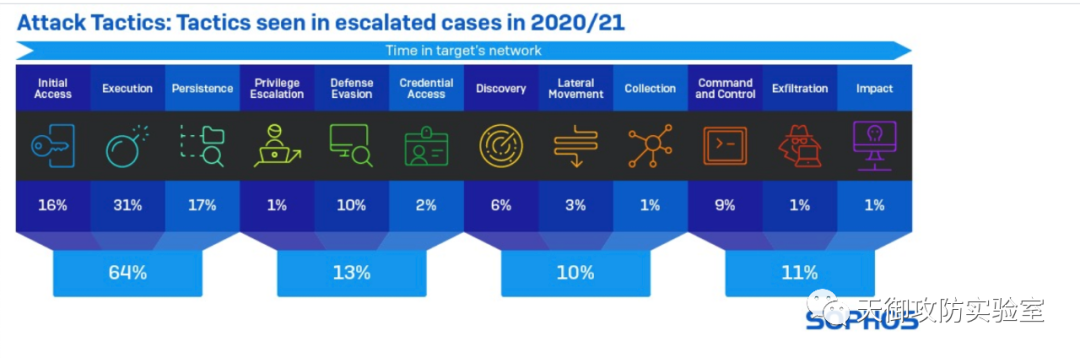 Attack Tactics: Tactics seen in escalated cases in 2020/21
Time in target's network
Initial Access
Execution
Persistence
Privilege Escalation
Defense Evasion
Credential Access
Discovery
Lateral Movement
Collection
Command and Control
Exfiltration
Impact
16%
31%
17%
1%
10%
2%
6%
3%
1%
9%
1%
1%
64%
13%
10%
11%
SOPHOS
天御攻防实验室